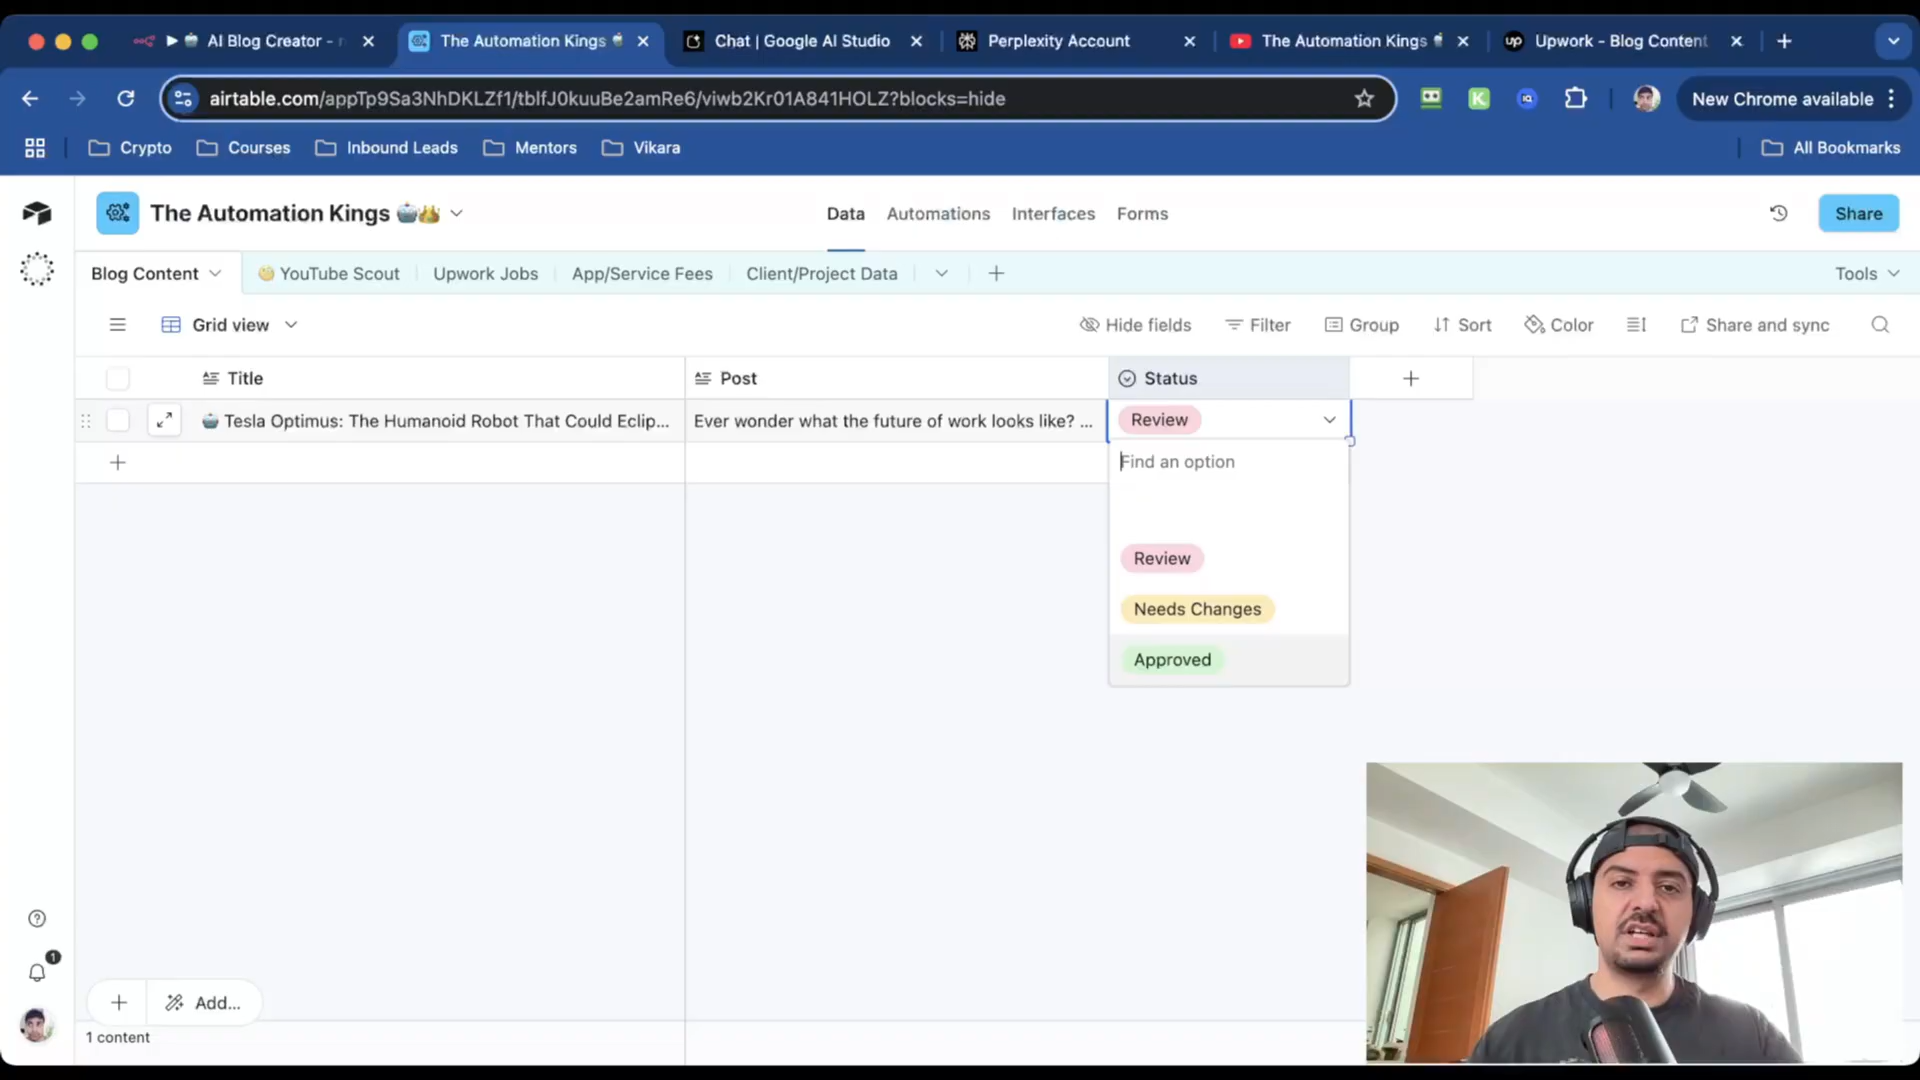 AI Blog Creator -
The Automation Kings
Chat | Google AI Studio
Perplexity Account
The Automation Kings
up Upwork - Blog Content
airtable.com/appTp9Sa3NhDKLZf1/tblfJ0kuuBe2amRe6/viwb2Kr01A841HOLZ?blocks=hide
K
IQ
New Chrome available
Crypto
Courses
Inbound Leads
Mentors
Vikara
All Bookmarks
The Automation Kings 🤖👑
Data
Automations
Interfaces
Forms
Share
Blog Content
YouTube Scout
Upwork Jobs
App/Service Fees
Client/Project Data
Tools
Grid view
Hide fields
Filter
Group
Sort
Color
Share and sync
Title
Post
Status
🤖 Tesla Optimus: The Humanoid Robot That Could Eclip...
Ever wonder what the future of work looks like? ...
Review
Find an option
Review
Needs Changes
Approved
1
Add...
1 content